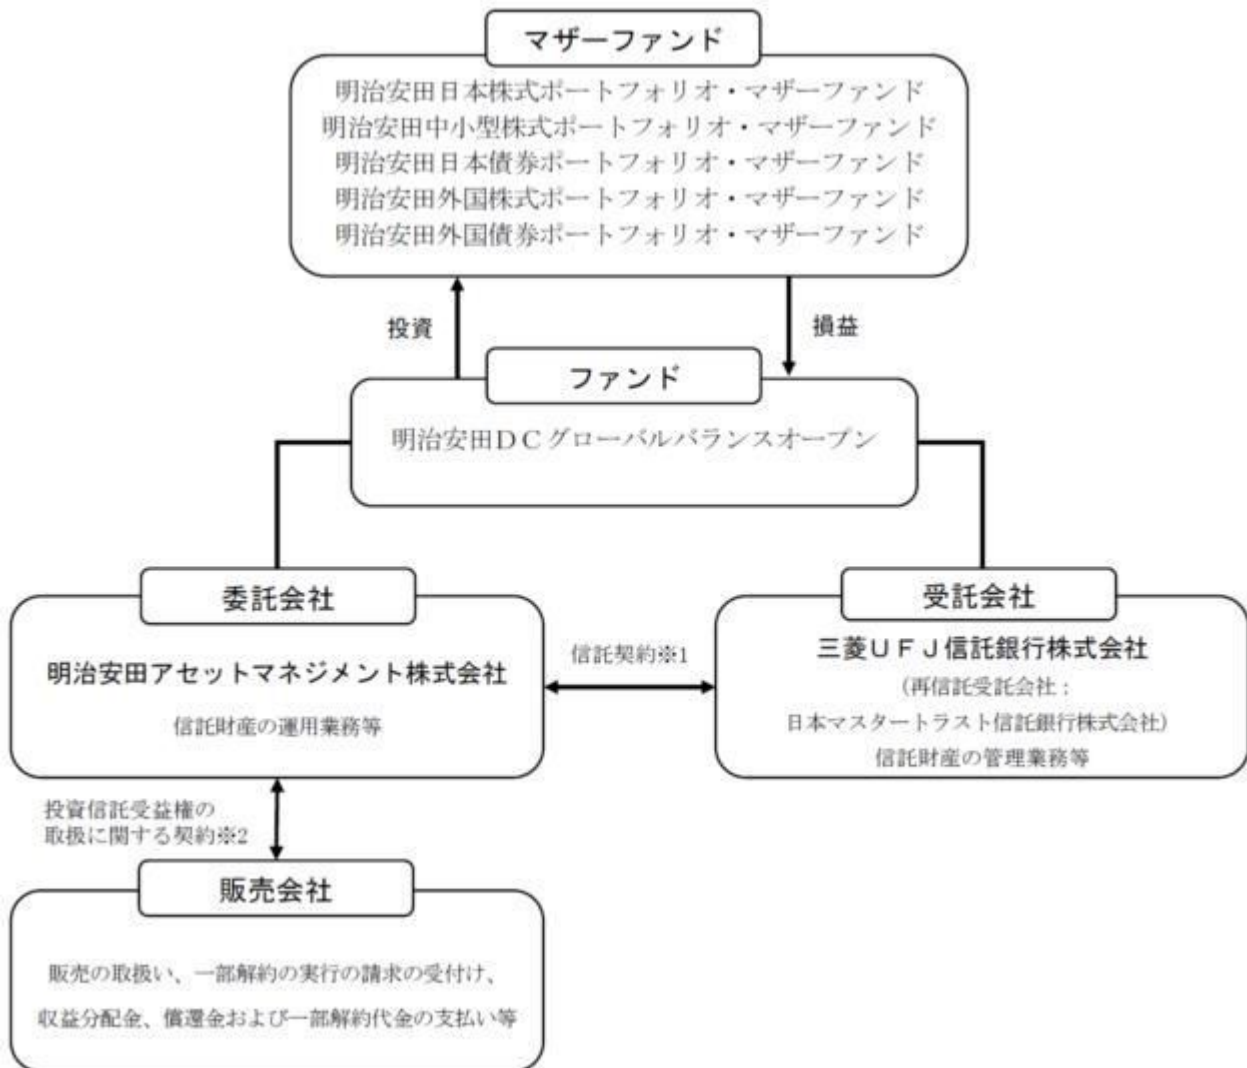 マザーファンド
明治安田日本株式ポートフォリオ・マザーファンド
明治安田中小型株式ポートフォリオ・マザーファンド
明治安田日本債券ポートフォリオ・マザーファンド
明治安田外国株式ポートフォリオ・マザーファンド
明治安田外国債券ポートフォリオ・マザーファンド
投資
損益
ファンド
明治安田DCグローバルバランスオープン
委託会社
明治安田アセットマネジメント株式会社
信託財産の運用業務等
信託契約※1
受託会社
三菱UFJ信託銀行株式会社
(再信託受託会社:
日本マスタートラスト信託銀行株式会社)
信託財産の管理業務等
投資信託受益権の
取扱に関する契約※2
販売会社
販売の取扱い、一部解約の実行の請求の受付け、
収益分配金、償還金および一部解約代金の支払い等